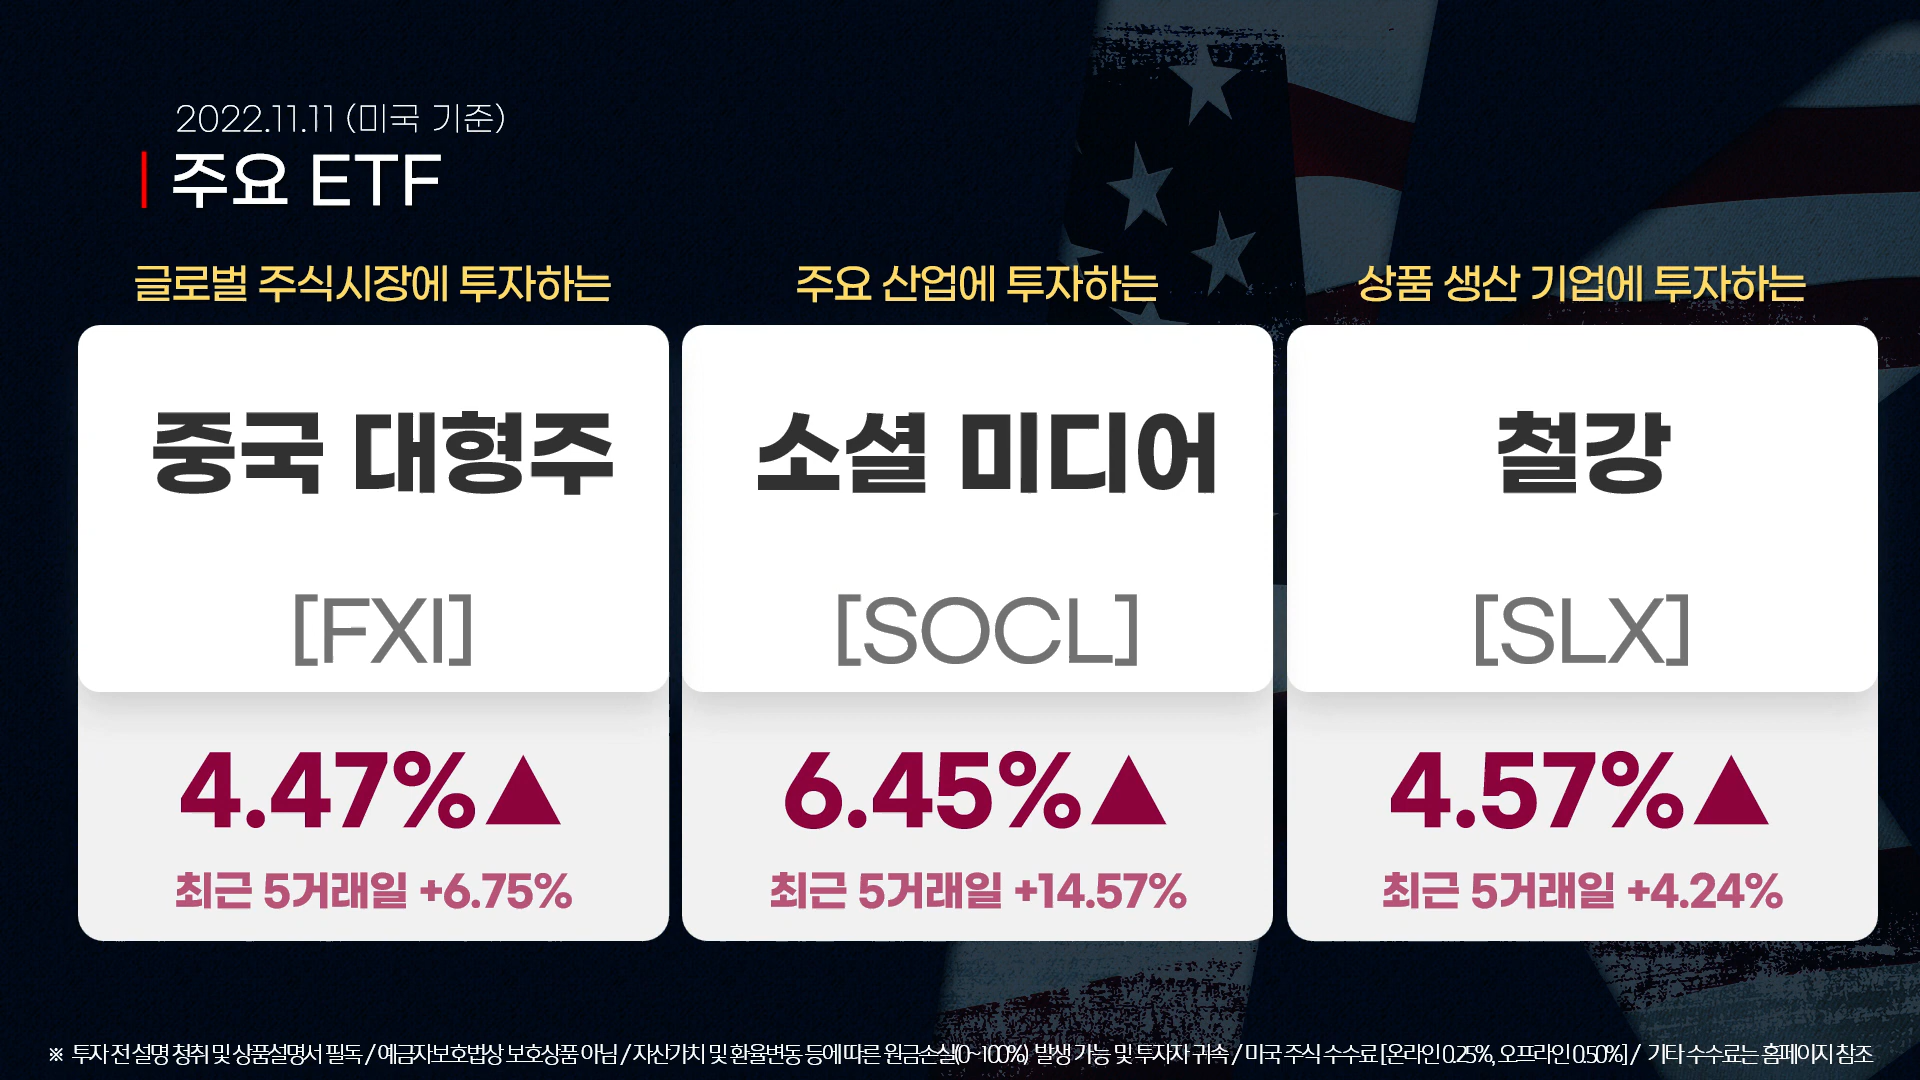 2022.11.11 (미국 기준)
주요 ETF
글로벌 주식시장에 투자하는
중국 대형주
[FXI]
4.47%▲
최근 5거래일 +6.75%
주요 산업에 투자하는
소셜 미디어
[SOCL]
6.45%▲
최근 5거래일 +14.57%
상품 생산 기업에 투자하는
철강
[SLX]
4.57%▲
최근 5거래일 +4.24%
※ 투자 전 설명 청취 및 상품설명서 필독 / 예금자보호법상 보호상품 아님 / 자산가치 및 환율변동 등에 따른 원금손실(0~100%) 발생 가능 및 투자자 귀속 / 미국 주식 수수료 [온라인 0.25%, 오프라인 0.50%] / 기타 수수료는 홈페이지 참조